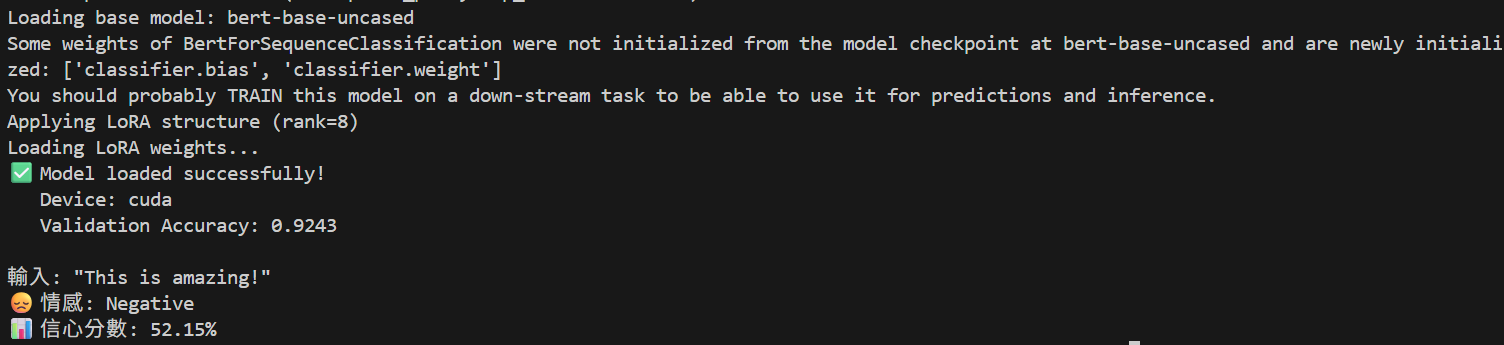 Loading base model: bert-base-uncased
Some weights of BertForSequenceClassification were not initialized from the model checkpoint at bert-base-uncased and are newly initiali
zed: ['classifier.bias', 'classifier.weight']
You should probably TRAIN this model on a down-stream task to be able to use it for predictions and inference.
Applying LoRA structure (rank=8)
Loading LoRA weights...
✅ Model loaded successfully!
Device: cuda
Validation Accuracy: 0.9243
輸入: "This is amazing!"
😞 情感: Negative
📊 信心分數: 52.15%